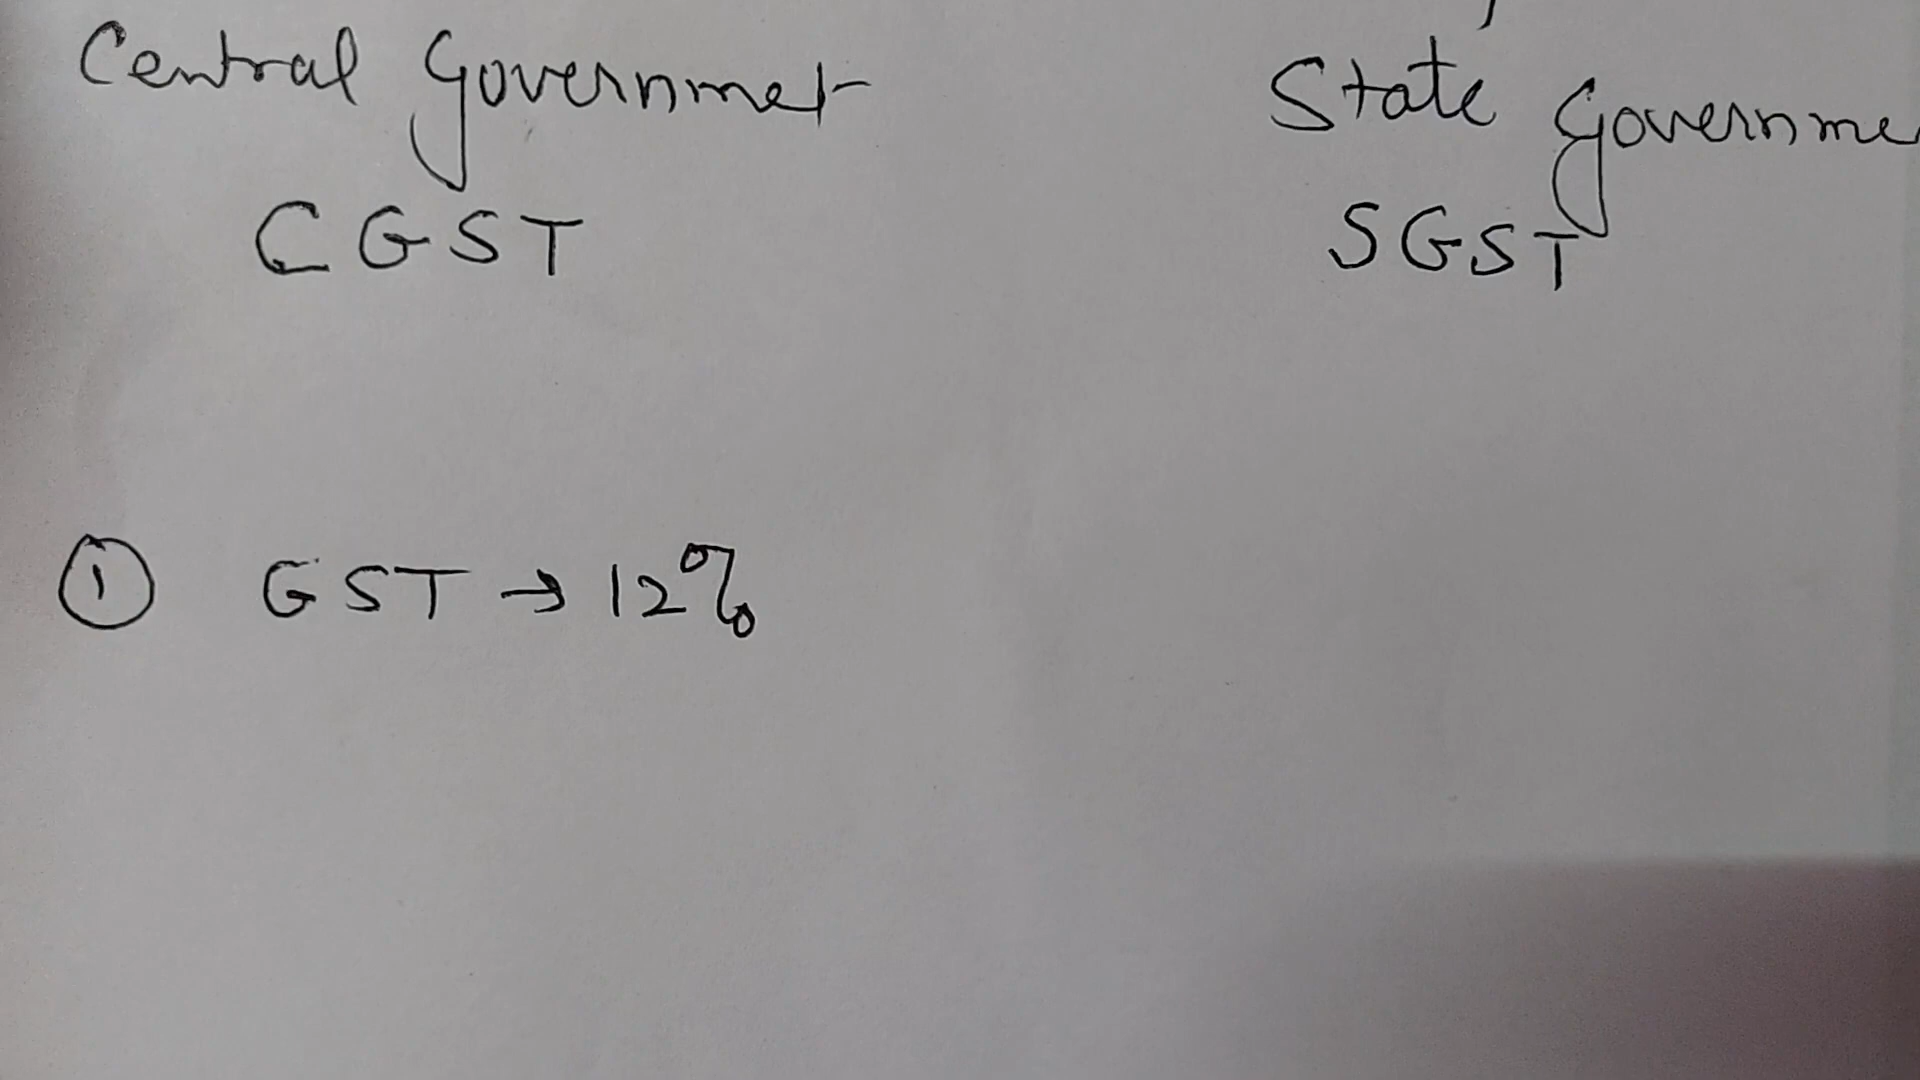 Central Governmet State Governme
CGST SGST
① GST → 12%